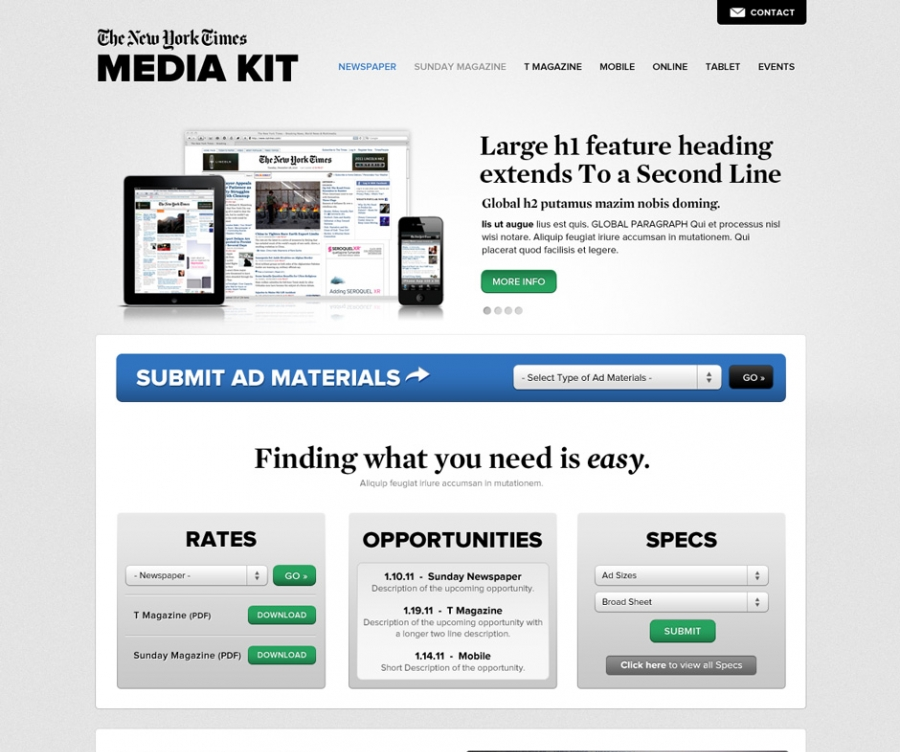 CONTACT
The New York Times
MEDIA KIT
NEWSPAPER SUNDAY MAGAZINE T MAGAZINE MOBILE ONLINE TABLET EVENTS
The New York Times
Adding SEROQUEL XR
Large h1 feature heading
extends To a Second Line
Global h2 putamus mazim nobis doming.
Iis ut augue lius est quis. GLOBAL PARAGRAPH Qui et processus nisl
wisi notare. Aliquip feugiat iriure accumsan in mutationem. Qui
placerat quod facilisis et legere.
MORE INFO
SUBMIT AD MATERIALS
- Select Type of Ad Materials -
GO »
Finding what you need is easy.
Aliquip feugiat iriure accumsan in mutationem.
RATES
- Newspaper -
GO »
T Magazine (PDF)
DOWNLOAD
Sunday Magazine (PDF)
DOWNLOAD
OPPORTUNITIES
1.10.11 - Sunday Newspaper
Description of the upcoming opportunity.
1.19.11 - T Magazine
Description of the upcoming opportunity with
a longer two line description.
1.14.11 - Mobile
Short Description of the opportunity.
SPECS
Ad Sizes
Broad Sheet
SUBMIT
Click here to view all Specs